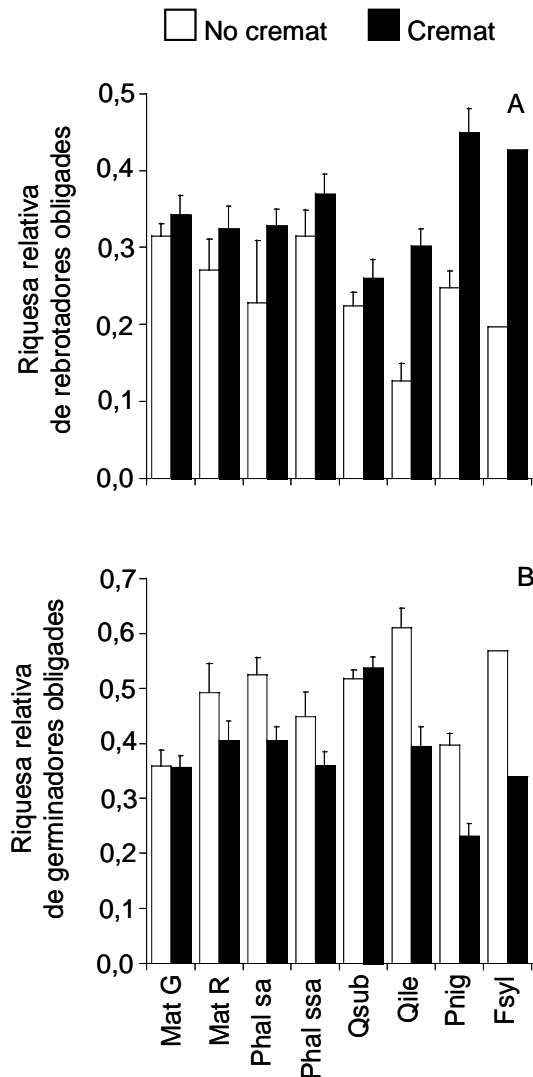 No cremat Cremat
A
Riquesa relativa
de rebrotadores obligades
0,5
0,4
0,3
0,2
0,1
0,0
B
Riquesa relativa
de germinadores obligades
0,7
0,6
0,5
0,4
0,3
0,2
0,1
0,0
Mat G
Mat R
Phal sa
Phal ssa
Qsub
Qile
Pnig
Fsyl